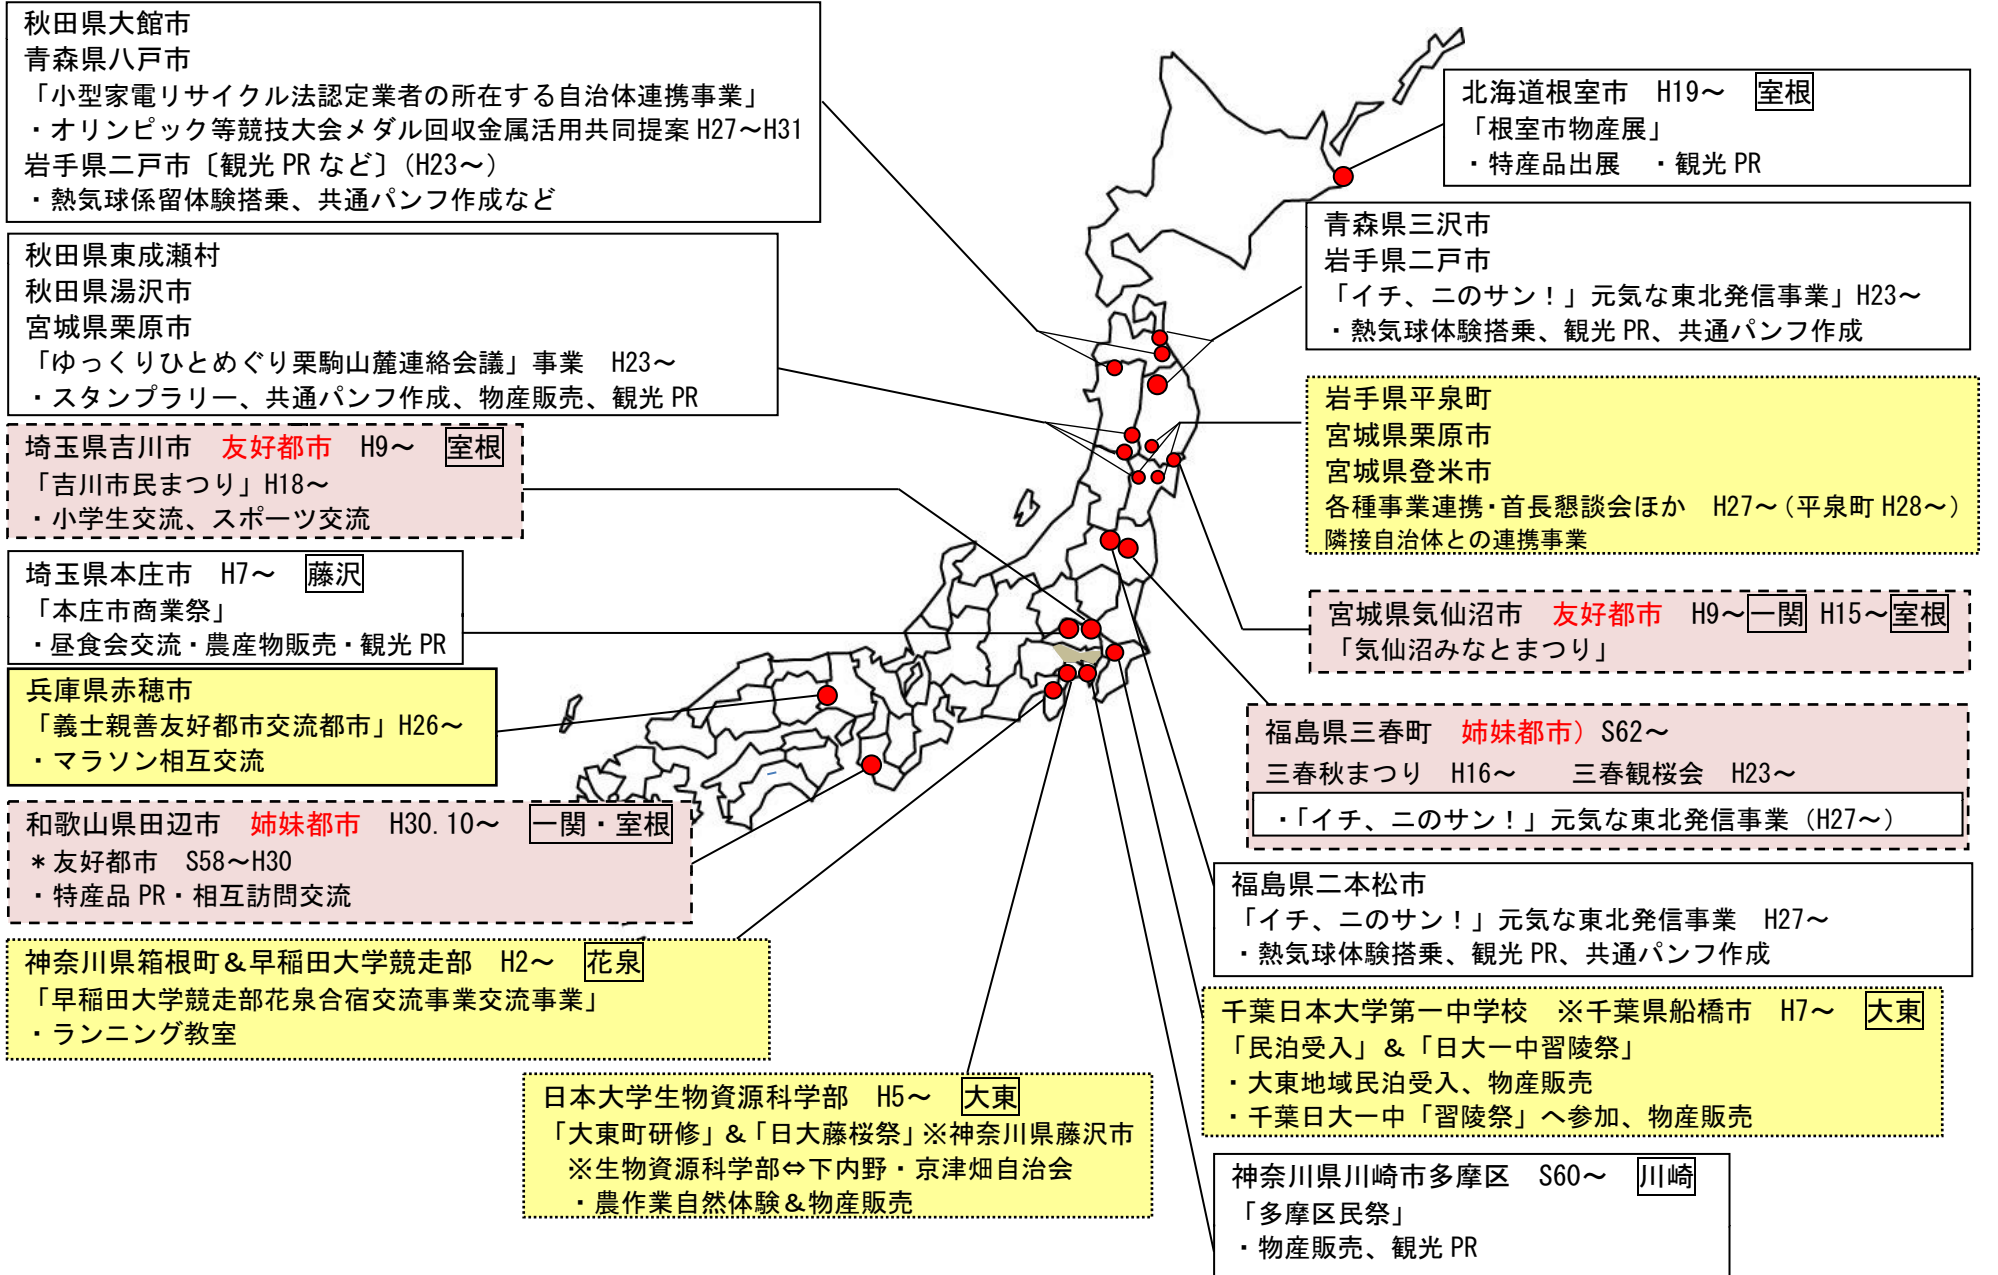 秋田県大館市
青森県八戸市
「小型家電リサイクル法認定業者の所在する自治体連携事業」
・オリンピック等競技大会メダル回収金属活用共同提案 H27～H31
岩手県二戸市〔観光 PR など〕(H23～)
・熱気球係留体験搭乗、共通パンフ作成など
秋田県東成瀬村
秋田県湯沢市
宮城県栗原市
「ゆっくりひとめぐり栗駒山麓連絡会議」事業 H23～
・スタンプラリー、共通パンフ作成、物産販売、観光 PR
埼玉県吉川市 友好都市 H9～ 室根
「吉川市民まつり」H18～
・小学生交流、スポーツ交流
埼玉県本庄市 H7～ 藤沢
「本庄市商業祭」
・昼食会交流・農産物販売・観光 PR
兵庫県赤穂市
「義士親善友好都市交流都市」H26～
・マラソン相互交流
和歌山県田辺市 姉妹都市 H30.10～ 一関・室根
＊友好都市 S58～H30
・特産品 PR・相互訪問交流
神奈川県箱根町＆早稲田大学競走部 H2～ 花泉
「早稲田大学競走部花泉合宿交流事業交流事業」
・ランニング教室
日本大学生物資源科学部 H5～ 大東
「大東町研修」＆「日大藤桜祭」※神奈川県藤沢市
※生物資源科学部⇔下内野・京津畑自治会
・農作業自然体験＆物産販売
北海道根室市 H19～ 室根
「根室市物産展」
・特産品出展 ・観光 PR
青森県三沢市
岩手県二戸市
「イチ、ニのサン！」元気な東北発信事業」H23～
・熱気球体験搭乗、観光 PR、共通パンフ作成
岩手県平泉町
宮城県栗原市
宮城県登米市
各種事業連携・首長懇談会ほか H27～(平泉町 H28～)
隣接自治体との連携事業
宮城県気仙沼市 友好都市 H9～一関 H15～室根
「気仙沼みなとまつり」
福島県三春町 姉妹都市）S62～
三春秋まつり H16～ 三春観桜会 H23～
・「イチ、ニのサン！」元気な東北発信事業（H27～）
福島県二本松市
「イチ、ニのサン！」元気な東北発信事業 H27～
・熱気球体験搭乗、観光 PR、共通パンフ作成
千葉日本大学第一中学校 ※千葉県船橋市 H7～ 大東
「民泊受入」＆「日大一中習陵祭」
・大東地域民泊受入、物産販売
・千葉日大一中「習陵祭」へ参加、物産販売
神奈川県川崎市多摩区 S60～ 川崎
「多摩区民祭」
・物産販売、観光 PR